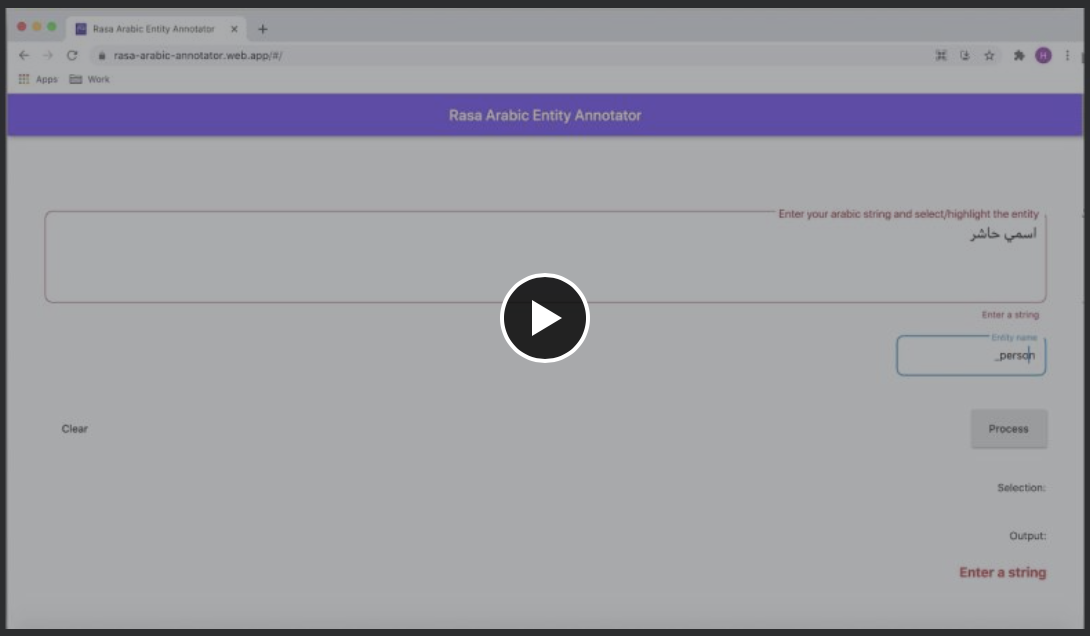 Rasa Arabic Entity Annotator
rasa-arabic-annotator.web.app/#/
H
Apps Work
Rasa Arabic Entity Annotator
Enter your arabic string and select/highlight the entity
اسمي حاشر
Enter a string
Entity name
_person
Clear Process
Selection:
Output:
Enter a string